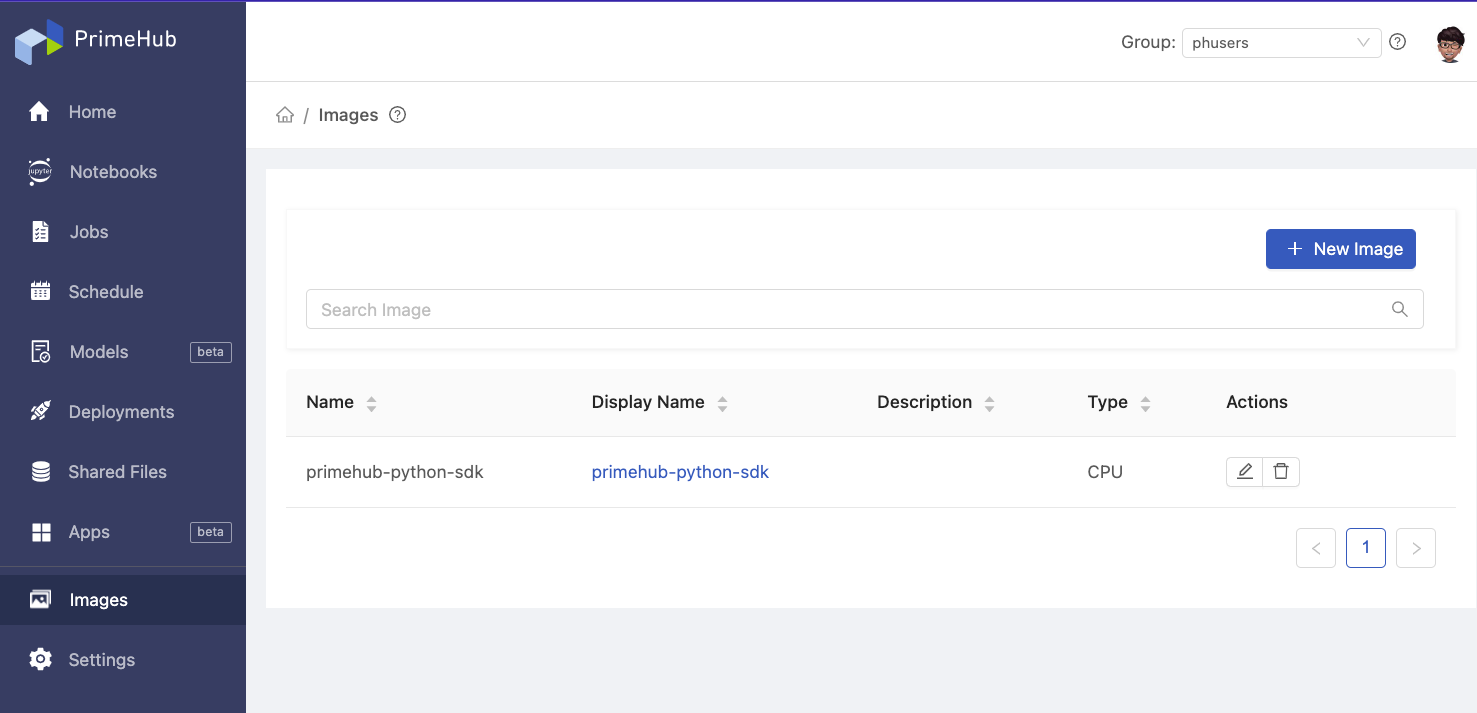 PrimeHub
Home
jupyter
Notebooks
Jobs
Schedule
Models beta
Deployments
Shared Files
Apps beta
Images
Settings
Group: phusers ?
/ Images ?
+ New Image
Search Image
Name Display Name Description Type Actions
primehub-python-sdk primehub-python-sdk CPU
< 1 >